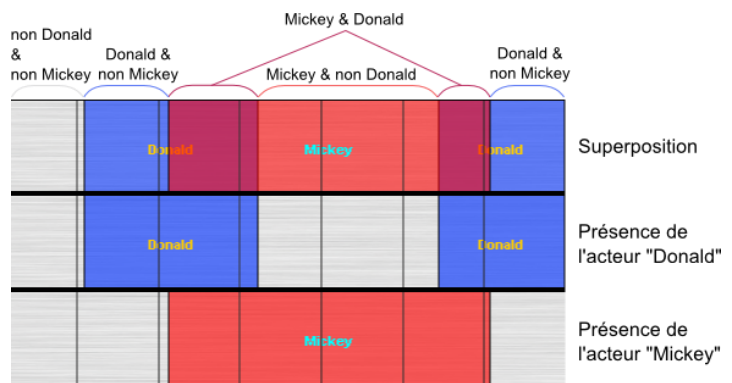 Mickey & Donald
non Donald
&
non Mickey
Donald &
non Mickey
Mickey & non Donald
Donald &
non Mickey
Donald
Mickey
Donald
Superposition
Donald
Donald
Présence de
l'acteur "Donald"
Mickey
Présence de
l'acteur "Mickey"